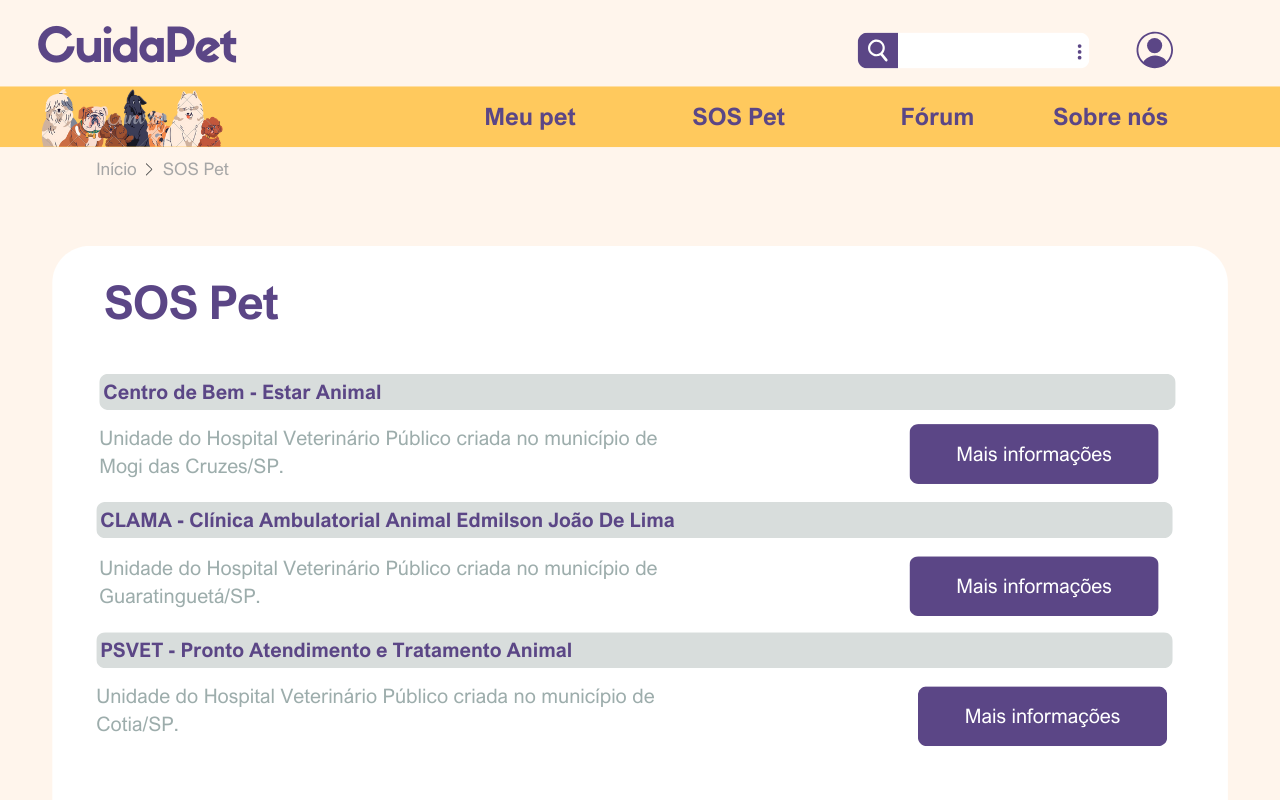 CuidaPet
Meu pet
SOS Pet
Fórum
Sobre nós
Início > SOS Pet
SOS Pet
Centro de Bem - Estar Animal
Unidade do Hospital Veterinário Público criada no município de
Mogi das Cruzes/SP.
Mais informações
CLAMA - Clínica Ambulatorial Animal Edmilson João De Lima
Unidade do Hospital Veterinário Público criada no município de
Guaratinguetá/SP.
Mais informações
PSVET - Pronto Atendimento e Tratamento Animal
Unidade do Hospital Veterinário Público criada no município de
Cotia/SP.
Mais informações